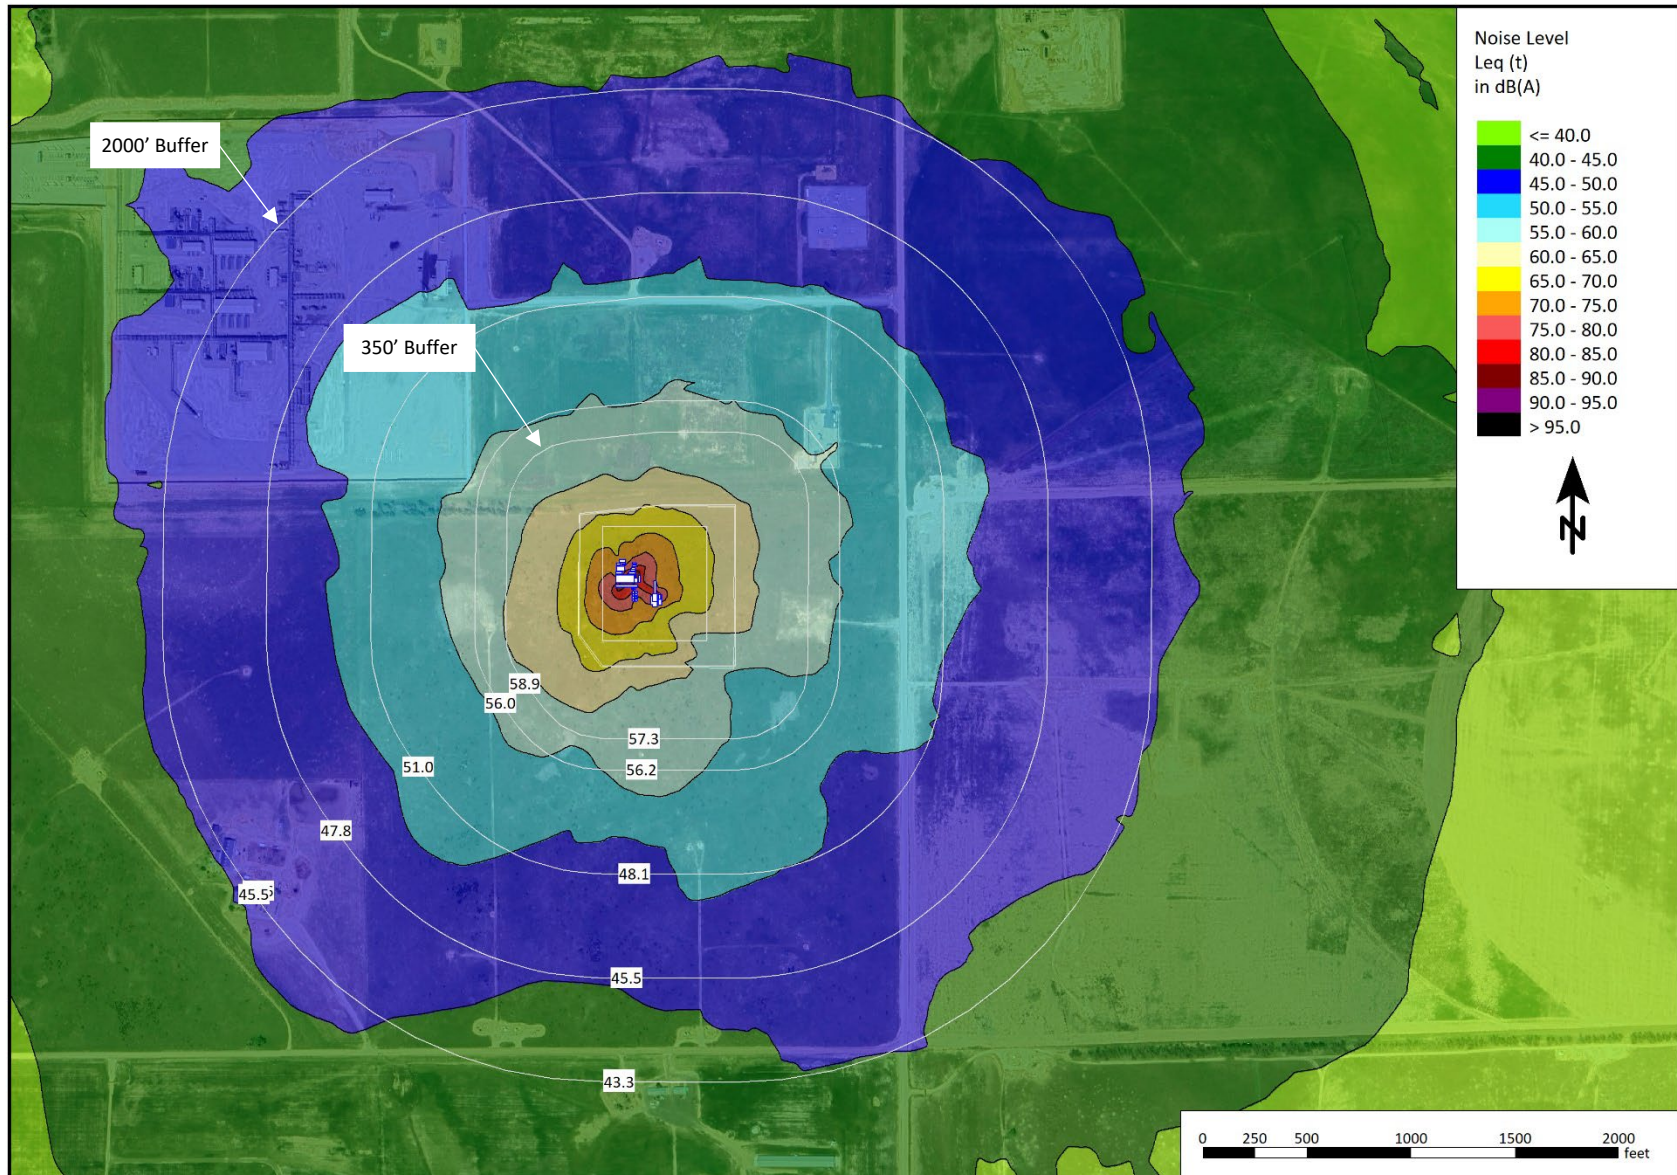 Noise Level
Leq (t)
in dB(A)
<= 40.0
40.0 - 45.0
45.0 - 50.0
50.0 - 55.0
55.0 - 60.0
60.0 - 65.0
65.0 - 70.0
70.0 - 75.0
75.0 - 80.0
80.0 - 85.0
85.0 - 90.0
90.0 - 95.0
> 95.0
N
2000’ Buffer
350’ Buffer
58.9
56.0
57.3
56.2
51.0
47.8
48.1
45.5
45.5
43.3
0 250 500 1000 1500 2000
feet